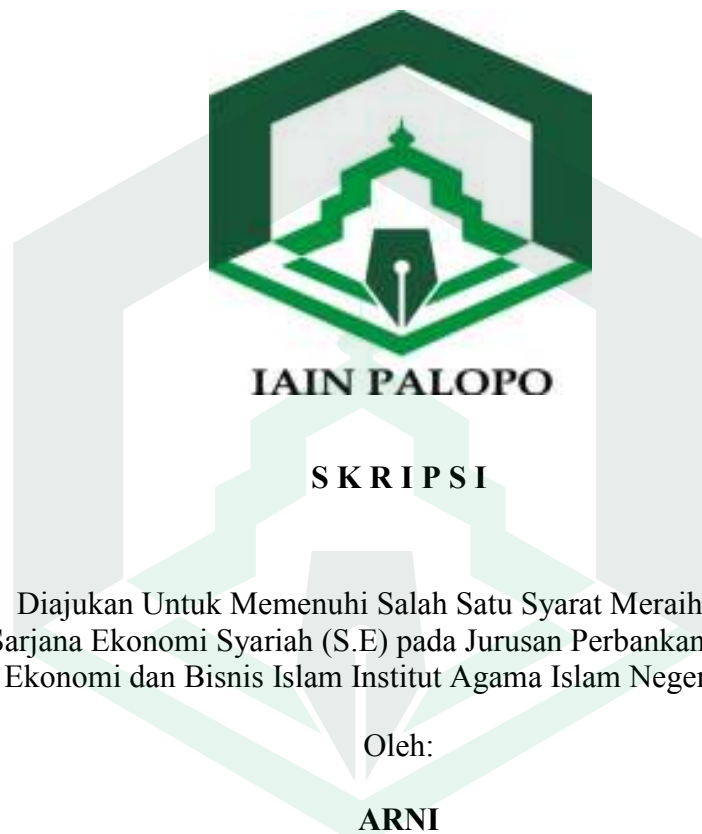 IAIN PALOPO
S K R I P S I
Diajukan Untuk Memenuhi Salah Satu Syarat Meraih
Sarjana Ekonomi Syariah (S.E) pada Jurusan Perbankan
Ekonomi dan Bisnis Islam Institut Agama Islam Neger
Oleh:
ARNI